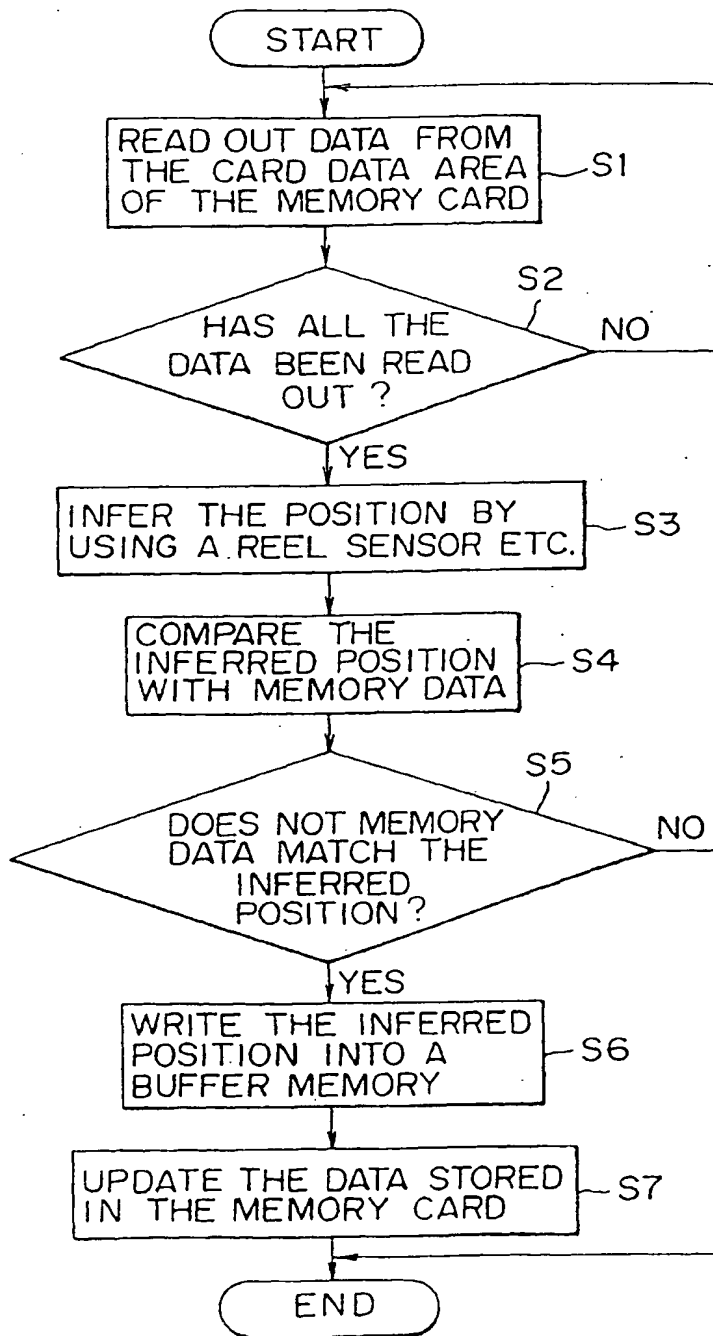 START
READ OUT DATA FROM
THE CARD DATA AREA
OF THE MEMORY CARD
S1
S2
HAS ALL THE
DATA BEEN READ
OUT ?
NO
YES
INFER THE POSITION BY
USING A REEL SENSOR ETC.
S3
COMPARE THE
INFERRED POSITION
WITH MEMORY DATA
S4
S5
DOES NOT MEMORY
DATA MATCH THE
INFERRED
POSITION ?
NO
YES
WRITE THE INFERRED
POSITION INTO A
BUFFER MEMORY
S6
UPDATE THE DATA STORED
IN THE MEMORY CARD
S7
END